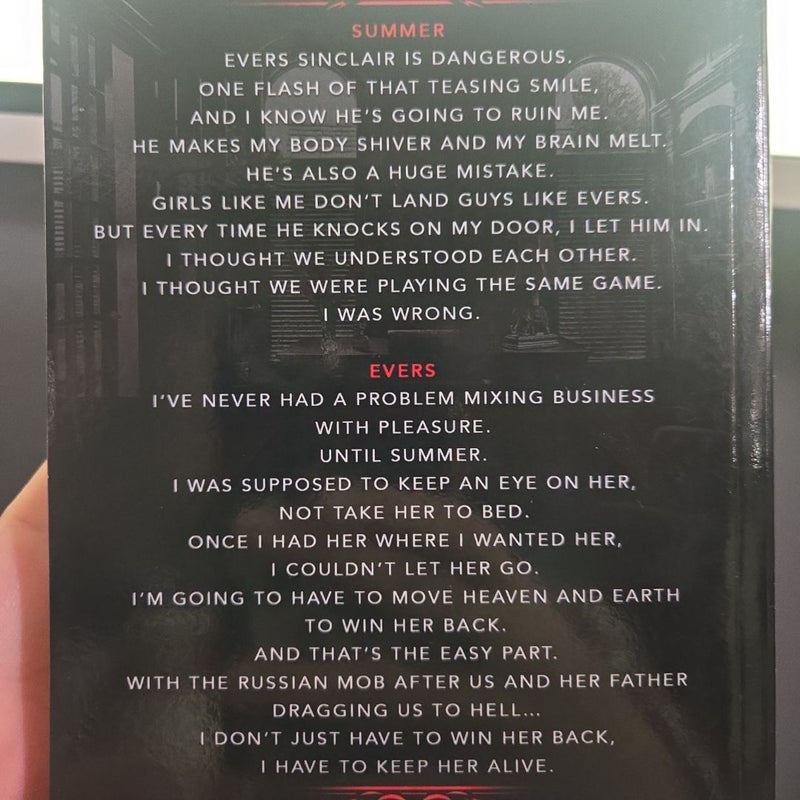 SUMMER
EVERS SINCLAIR IS DANGEROUS.
ONE FLASH OF THAT TEASING SMILE,
AND I KNOW HE'S GOING TO RUIN ME.
HE MAKES MY BODY SHIVER AND MY BRAIN MELT.
HE'S ALSO A HUGE MISTAKE.
GIRLS LIKE ME DON'T LAND GUYS LIKE EVERS.
BUT EVERY TIME HE KNOCKS ON MY DOOR, I LET HIM IN.
I THOUGHT WE UNDERSTOOD EACH OTHER.
I THOUGHT WE WERE PLAYING THE SAME GAME.
I WAS WRONG.
EVERS
I'VE NEVER HAD A PROBLEM MIXING BUSINESS
WITH PLEASURE.
UNTIL SUMMER.
I WAS SUPPOSED TO KEEP AN EYE ON HER,
NOT TAKE HER TO BED.
ONCE I HAD HER WHERE I WANTED HER,
I COULDN'T LET HER GO.
I'M GOING TO HAVE TO MOVE HEAVEN AND EARTH
TO WIN HER BACK.
AND THAT'S THE EASY PART.
WITH THE RUSSIAN MOB AFTER US AND HER FATHER
DRAGGING US TO HELL...
I DON'T JUST HAVE TO WIN HER BACK,
I HAVE TO KEEP HER ALIVE.